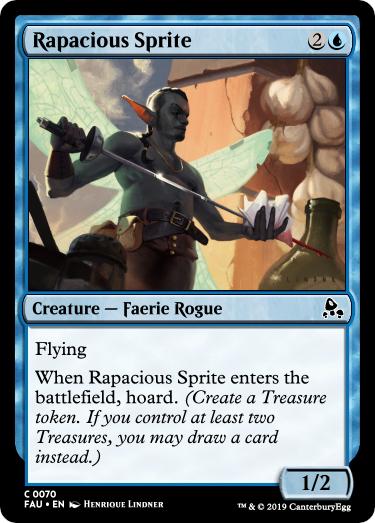 Rapacious Sprite 2
Creature — Faerie Rogue
Flying
When Rapacious Sprite enters the
battlefield, hoard. (Create a Treasure
token. If you control at least two
Treasures, you may draw a card
instead.)
1/2
C 0070
FAU • EN Henrique Lindner
™ & © 2019 CanterburyEgg